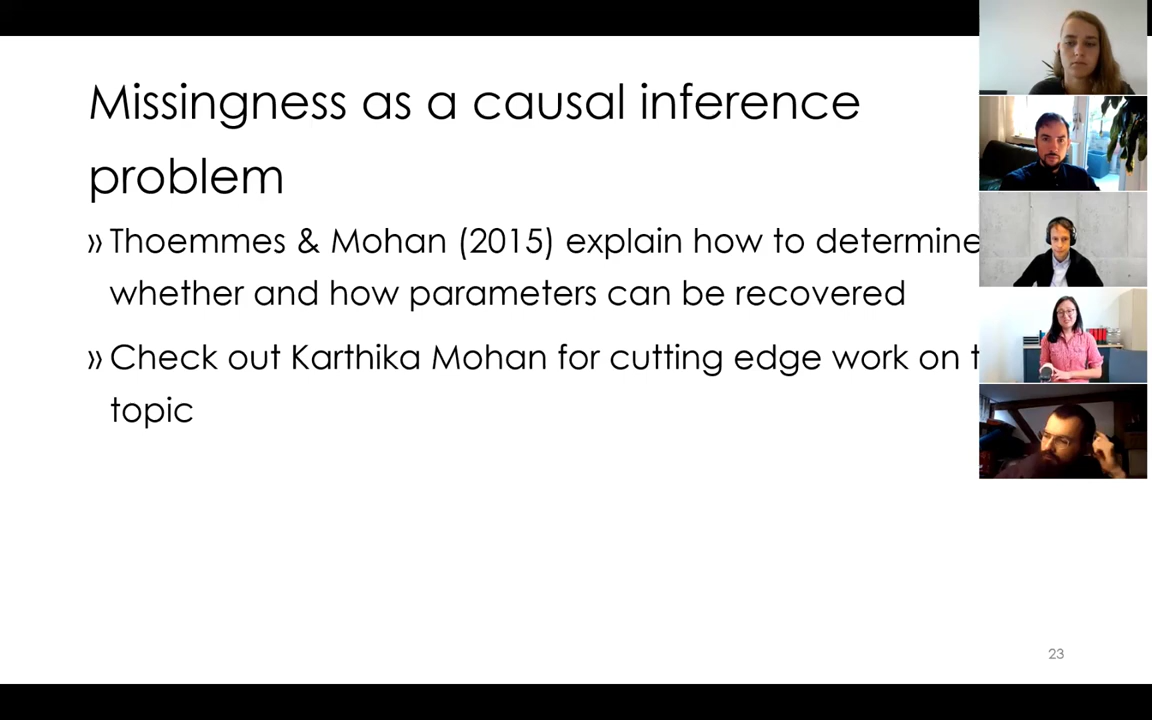 Missingness as a causal inference
problem
» Thoemmes & Mohan (2015) explain how to determine
whether and how parameters can be recovered
» Check out Karthika Mohan for cutting edge work on
topic
23